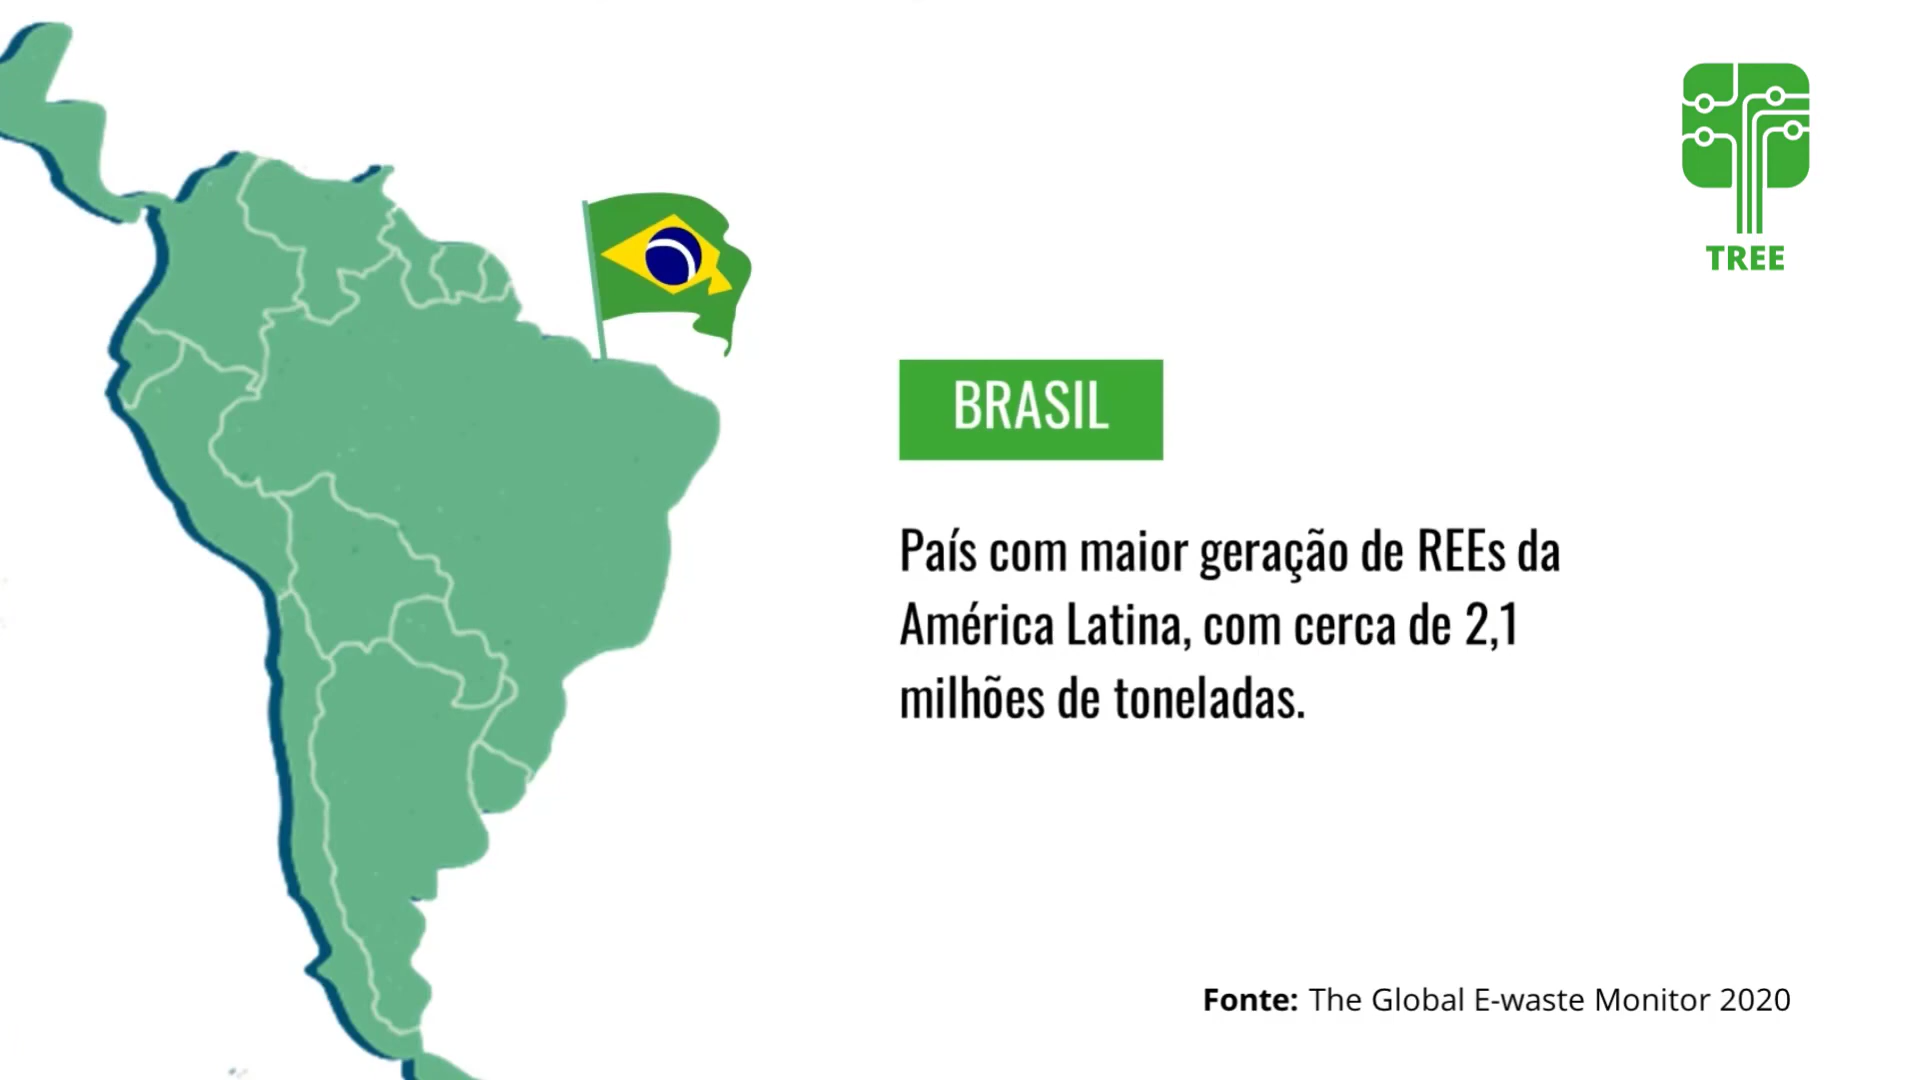 TREE
BRASIL
País com maior geração de REEs da
América Latina, com cerca de 2,1
milhões de toneladas.
Fonte: The Global E-waste Monitor 2020